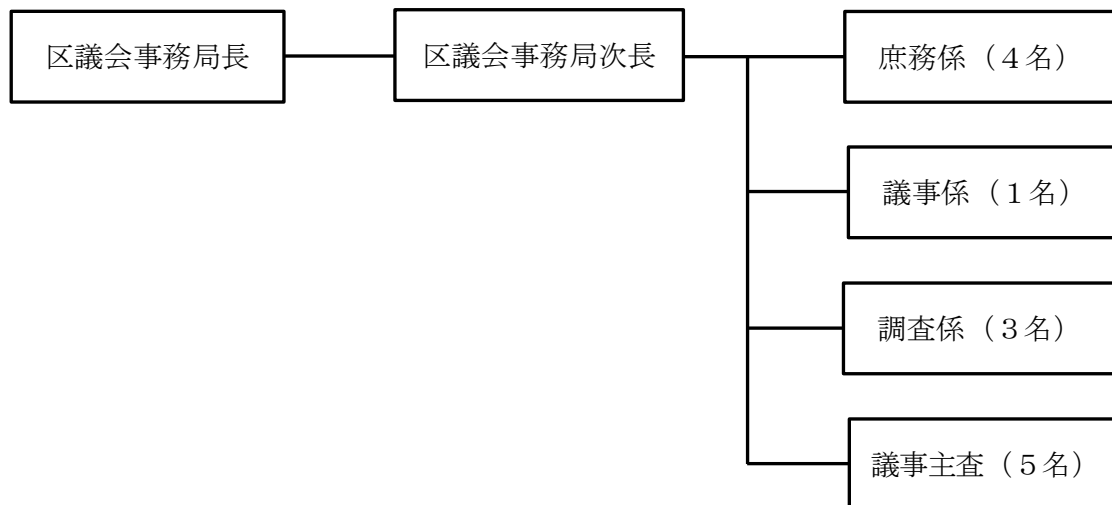 区議会事務局長
区議会事務局次長
庶務係（４名）
議事係（１名）
調査係（３名）
議事主査（５名）